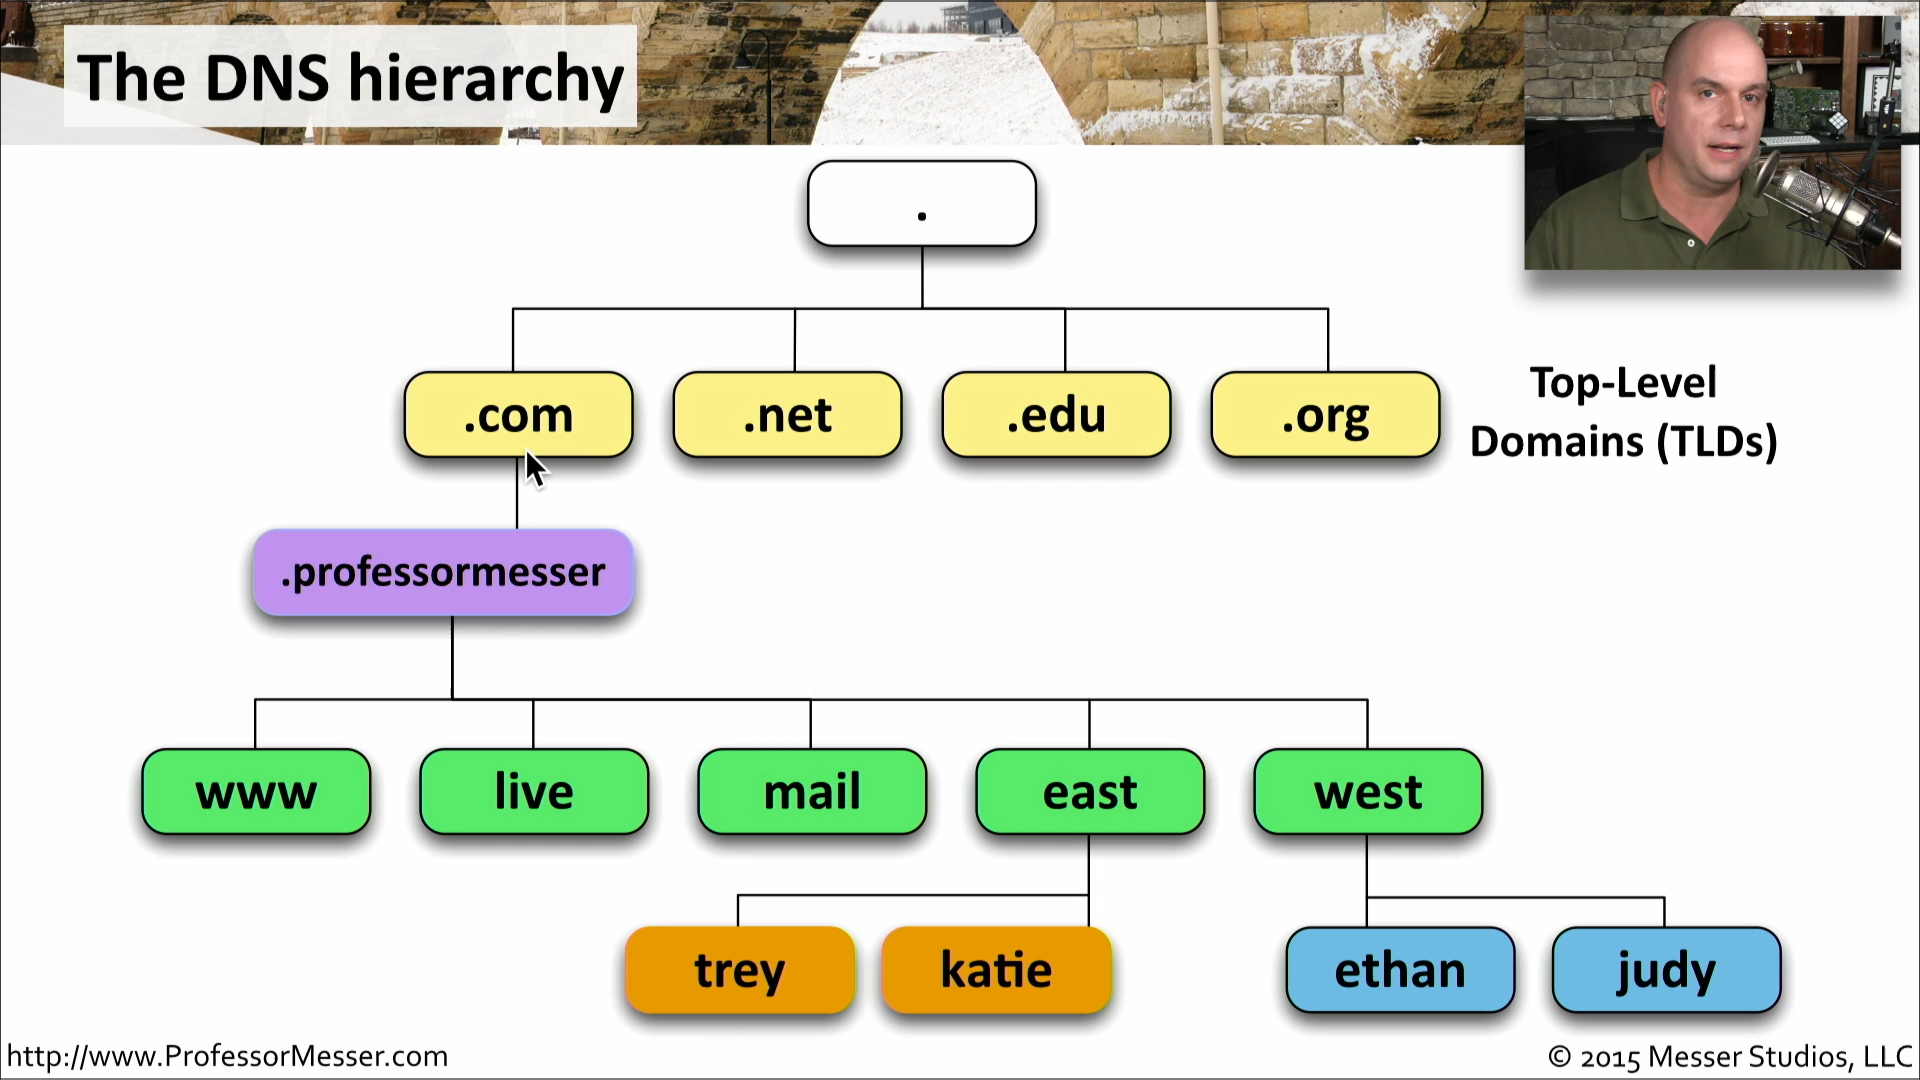 The DNS hierarchy
.
.com
.net
.edu
.org
Top-Level
Domains (TLDs)
.professormesser
www
live
mail
east
west
trey
katie
ethan
judy
http://www.ProfessorMesser.com
© 2015 Messer Studios, LLC